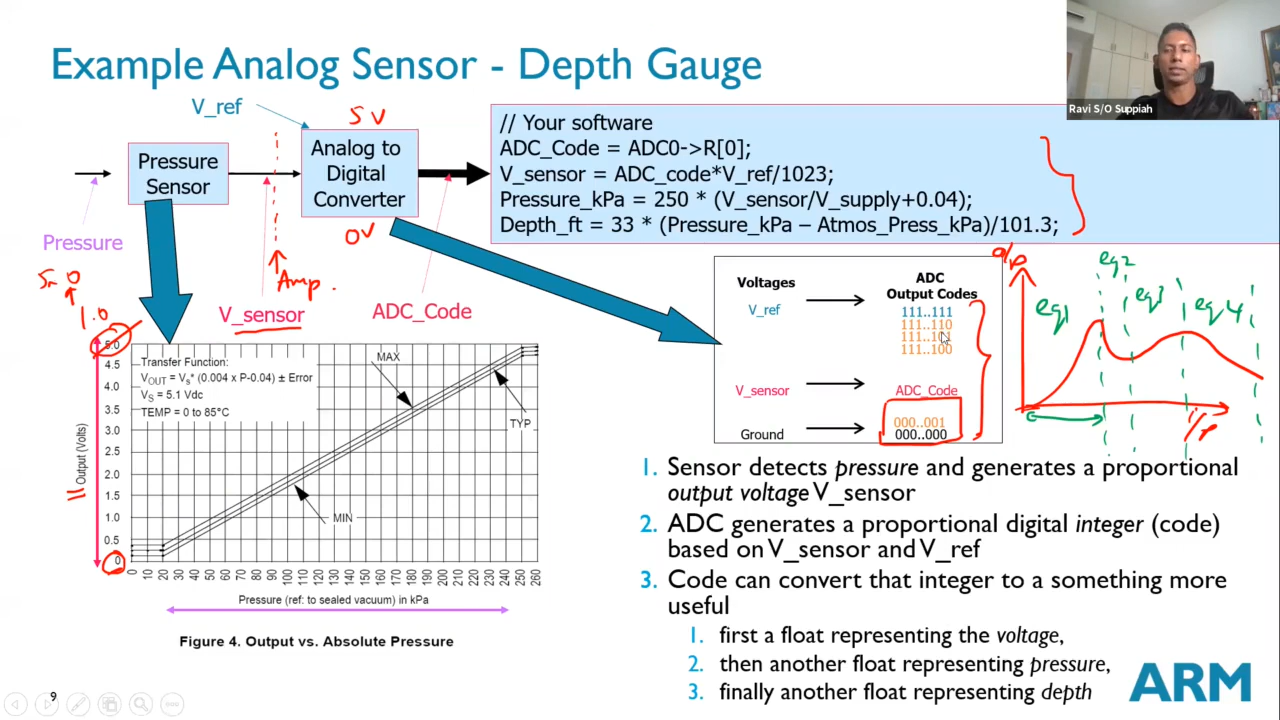 Example Analog Sensor - Depth Gauge
Ravi S/O Suppiah
V_ref
5 V
Pressure
Sensor
Analog to
Digital
Converter
0V
// Your software
ADC_Code = ADC0->R[0];
V_sensor = ADC_code*V_ref/1023;
Pressure_kPa = 250 * (V_sensor/V_supply+0.04);
Depth_ft = 33 * (Pressure_kPa – Atmos_Press_kPa)/101.3;
Pressure
Amp.
V_sensor
ADC_Code
1.0
Voltages
ADC
Output Codes
V_ref
111..111
111..110
111..101
111..100
V_sensor
ADC_Code
000..001
Ground
000..000
o/p
eq1
eq2
eq3
eq4
I/P
5.0
4.5
4.0
3.5
3.0
2.5
2.0
1.5
1.0
0.5
0
Output (Volts)
Transfer Function:
VOUT = Vs* (0.004 x P-0.04) ± Error
VS = 5.1 Vdc
TEMP = 0 to 85°C
MAX
TYP
MIN
0 10 20 30 40 50 60 70 80 90 100 110 120 130 140 150 160 170 180 190 200 210 220 230 240 250 260
Pressure (ref: to sealed vacuum) in kPa
Figure 4. Output vs. Absolute Pressure
1. Sensor detects pressure and generates a proportional
output voltage V_sensor
2. ADC generates a proportional digital integer (code)
based on V_sensor and V_ref
3. Code can convert that integer to a something more
useful
1. first a float representing the voltage,
2. then another float representing pressure,
3. finally another float representing depth
9
ARM